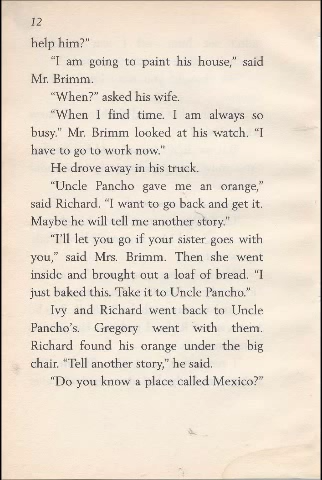 12
help him?"
"I am going to paint his house," said
Mr. Brimm.
"When?" asked his wife.
"When I find time. I am always so
busy." Mr. Brimm looked at his watch. "I
have to go to work now."
He drove away in his truck.
"Uncle Pancho gave me an orange,"
said Richard. "I want to go back and get it.
Maybe he will tell me another story."
"I'll let you go if your sister goes with
you," said Mrs. Brimm. Then she went
inside and brought out a loaf of bread. "I
just baked this. Take it to Uncle Pancho."
Ivy and Richard went back to Uncle
Pancho's. Gregory went with them.
Richard found his orange under the big
chair. "Tell another story," he said.
"Do you know a place called Mexico?"